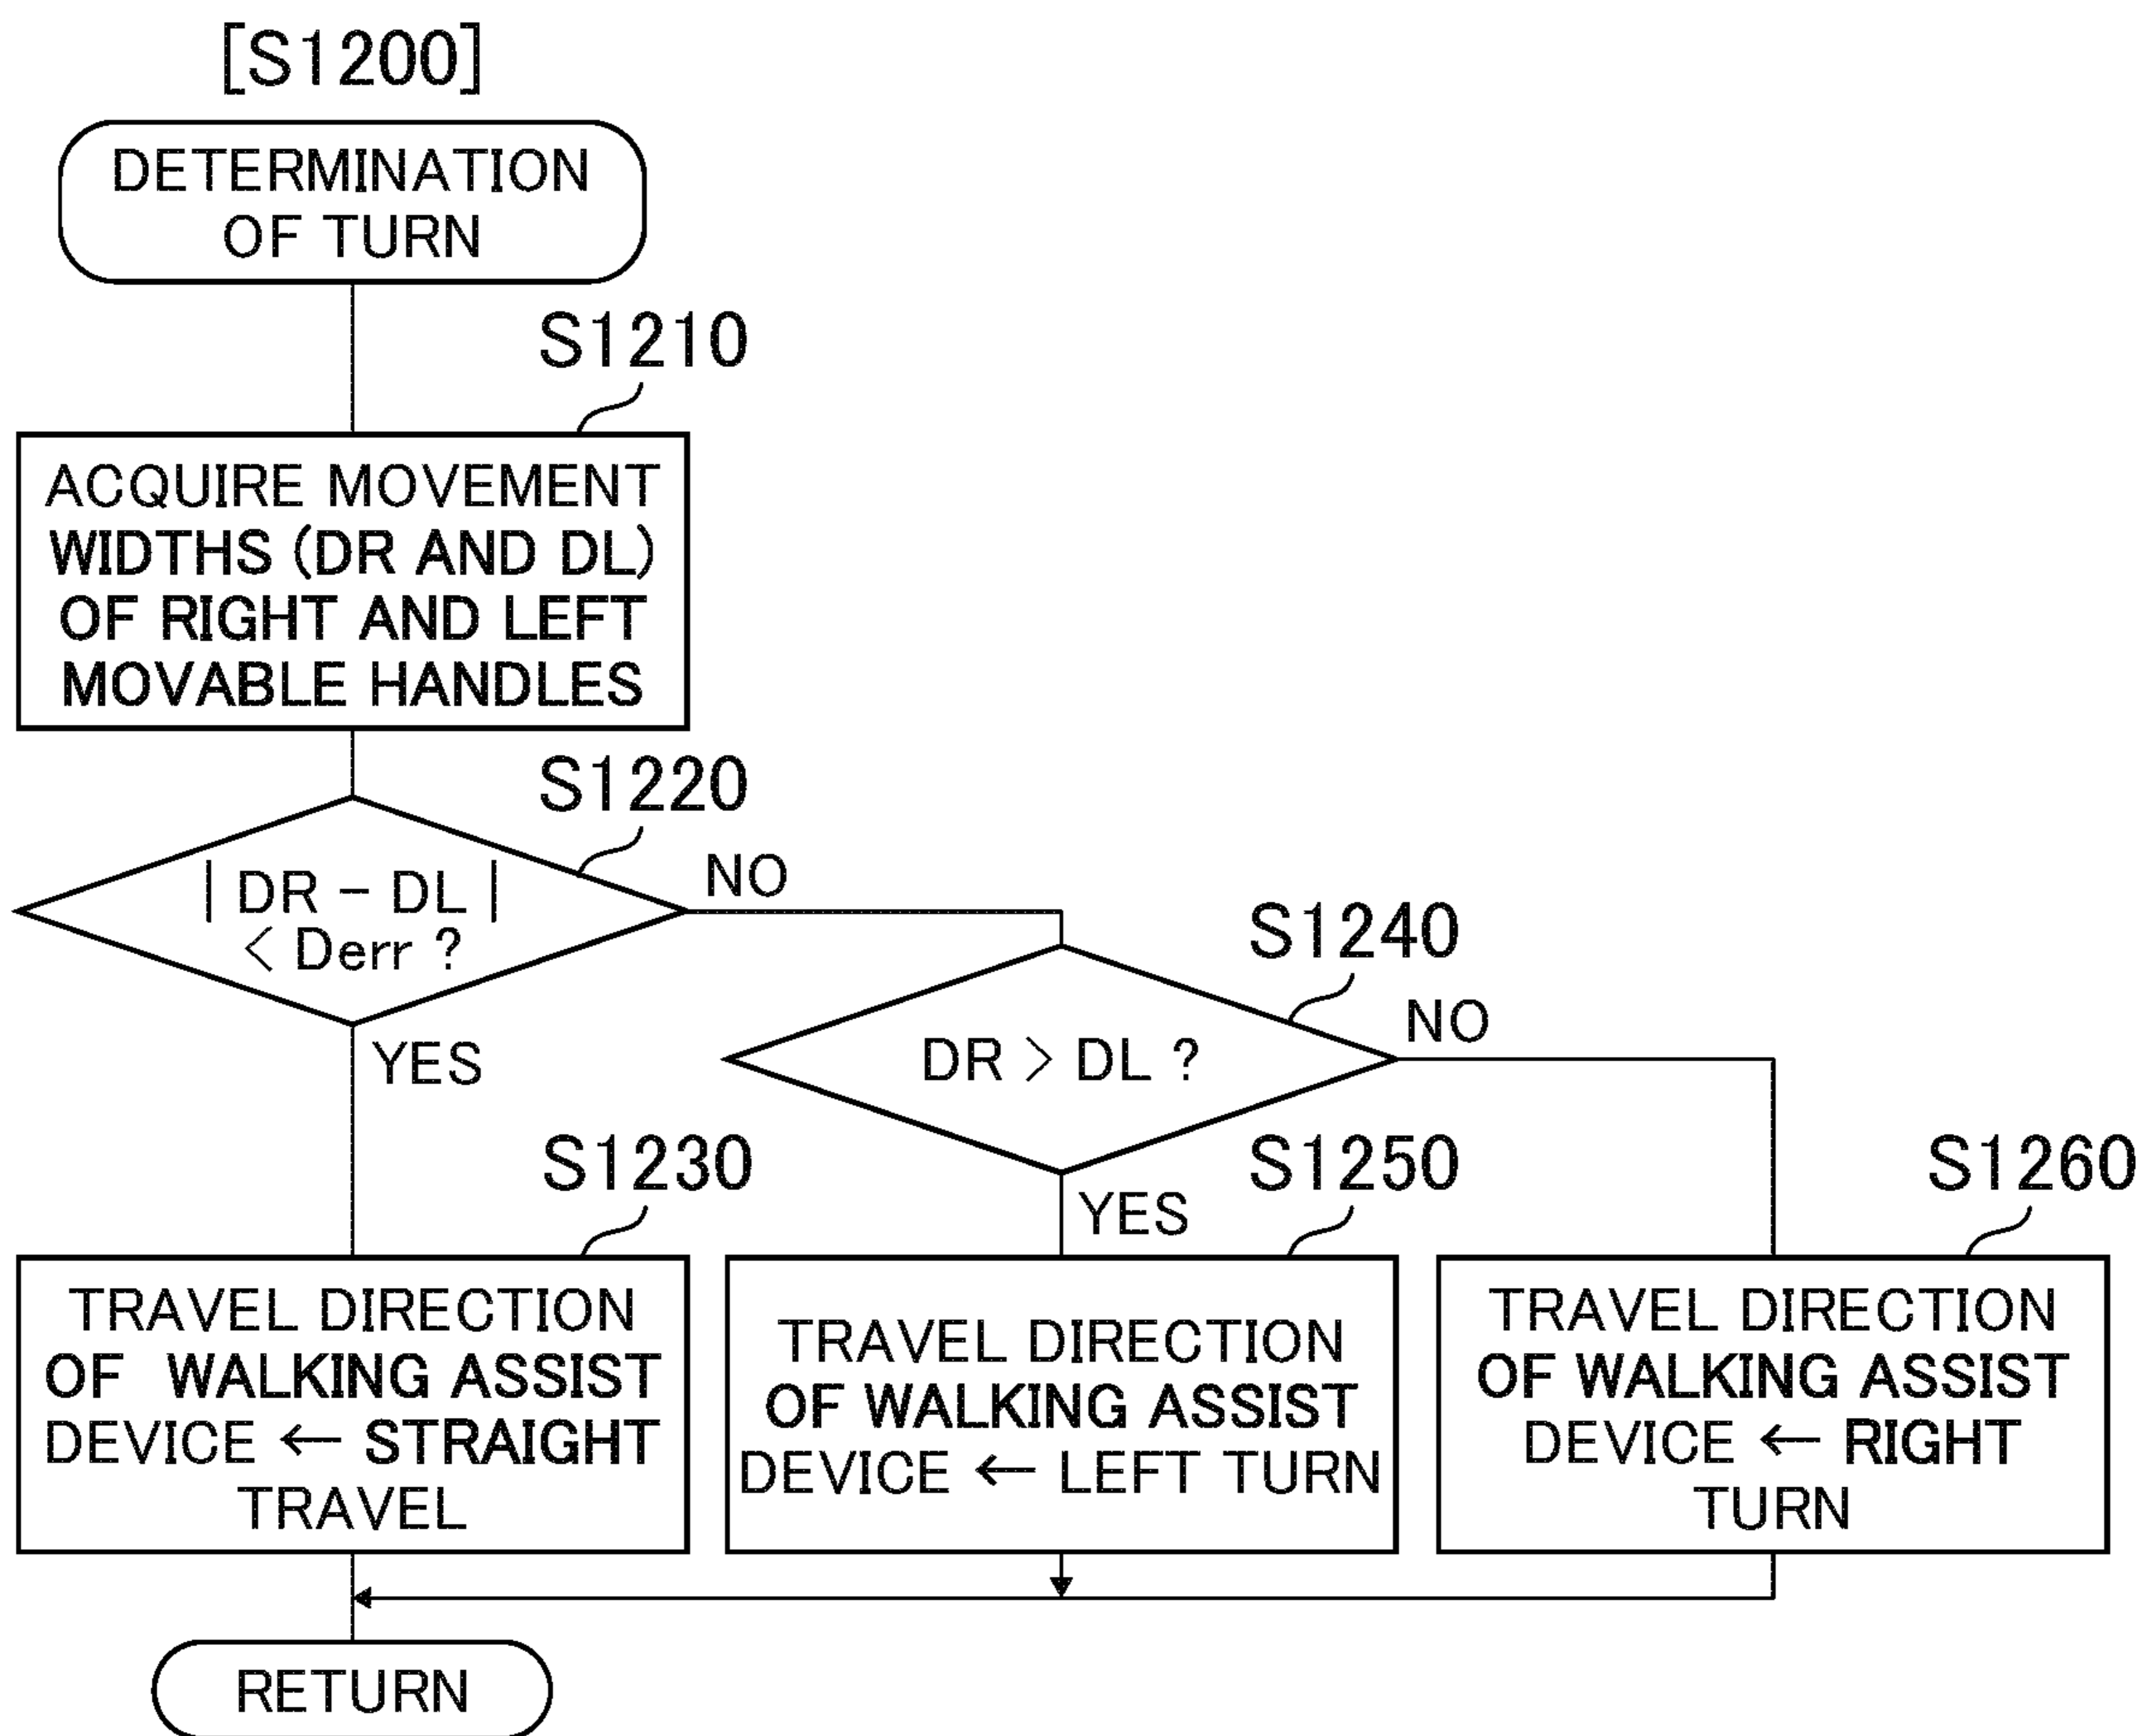 [S1200]
DETERMINATION
OF TURN
S1210
ACQUIRE MOVEMENT
WIDTHS (DR AND DL)
OF RIGHT AND LEFT
MOVABLE HANDLES
S1220
| DR - DL |
< Derr ?
NO
YES
S1240
DR > DL ?
NO
YES
S1230
TRAVEL DIRECTION
OF WALKING ASSIST
DEVICE ← STRAIGHT
TRAVEL
S1250
TRAVEL DIRECTION
OF WALKING ASSIST
DEVICE ← LEFT TURN
S1260
TRAVEL DIRECTION
OF WALKING ASSIST
DEVICE ← RIGHT
TURN
RETURN